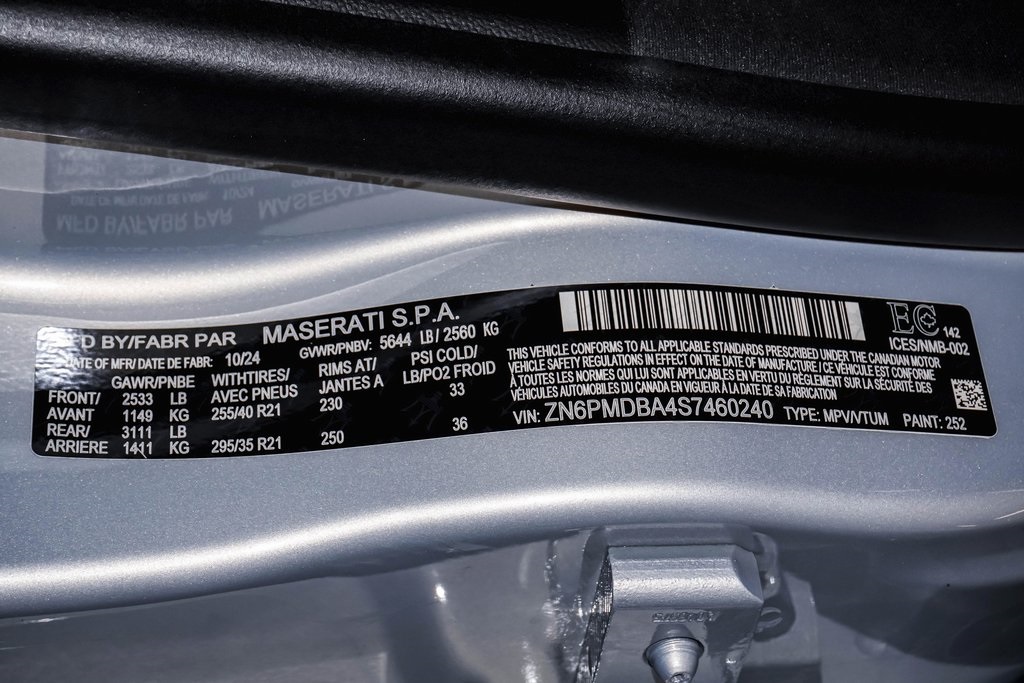 MFD BY/FABR PAR MASERATI S.P.A.
DATE OF MFR/DATE DE FABR: 10/24 GVWR/PNBV: 5644 LB/ 2560 KG
GAWR/PNBE WITHTIRES/ RIMS AT/ PSI COLD/
AVEC PNEUS JANTES A LB/PO2 FROID
FRONT/ 2533 LB
AVANT 1149 KG 255/40 R21 230 33
REAR/ 3111 LB
ARRIERE 1411 KG 295/35 R21 250 36
EC 142
ICES/NMB-002
THIS VEHICLE CONFORMS TO ALL APPLICABLE STANDARDS PRESCRIBED UNDER THE CANADIAN MOTOR
VEHICLE SAFETY REGULATIONS IN EFFECT ON THE DATE OF MANUFACTURE / CE VEHICULE EST CONFORME
À TOUTES LES NORMES QUI LUI SONT APPLICABLES EN VERTU DU RÈGLEMENT SUR LA SÉCURITÉ DES
VÉHICULES AUTOMOBILES DU CANADA EN VIGUEUR À LA DATE DE SA FABRICATION
VIN: ZN6PMDBA4S7460240 TYPE: MPV/VTUM PAINT: 252